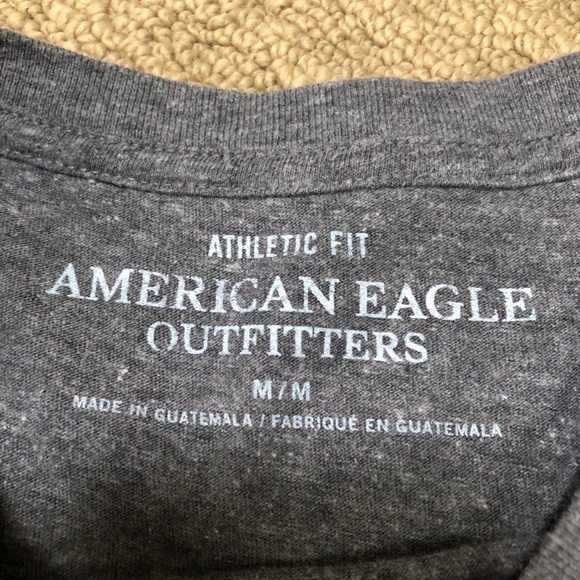 ATHLETIC FIT
AMERICAN EAGLE
OUTFITTERS
M/M
MADE IN GUATEMALA / FABRIQUÉ EN GUATEMALA